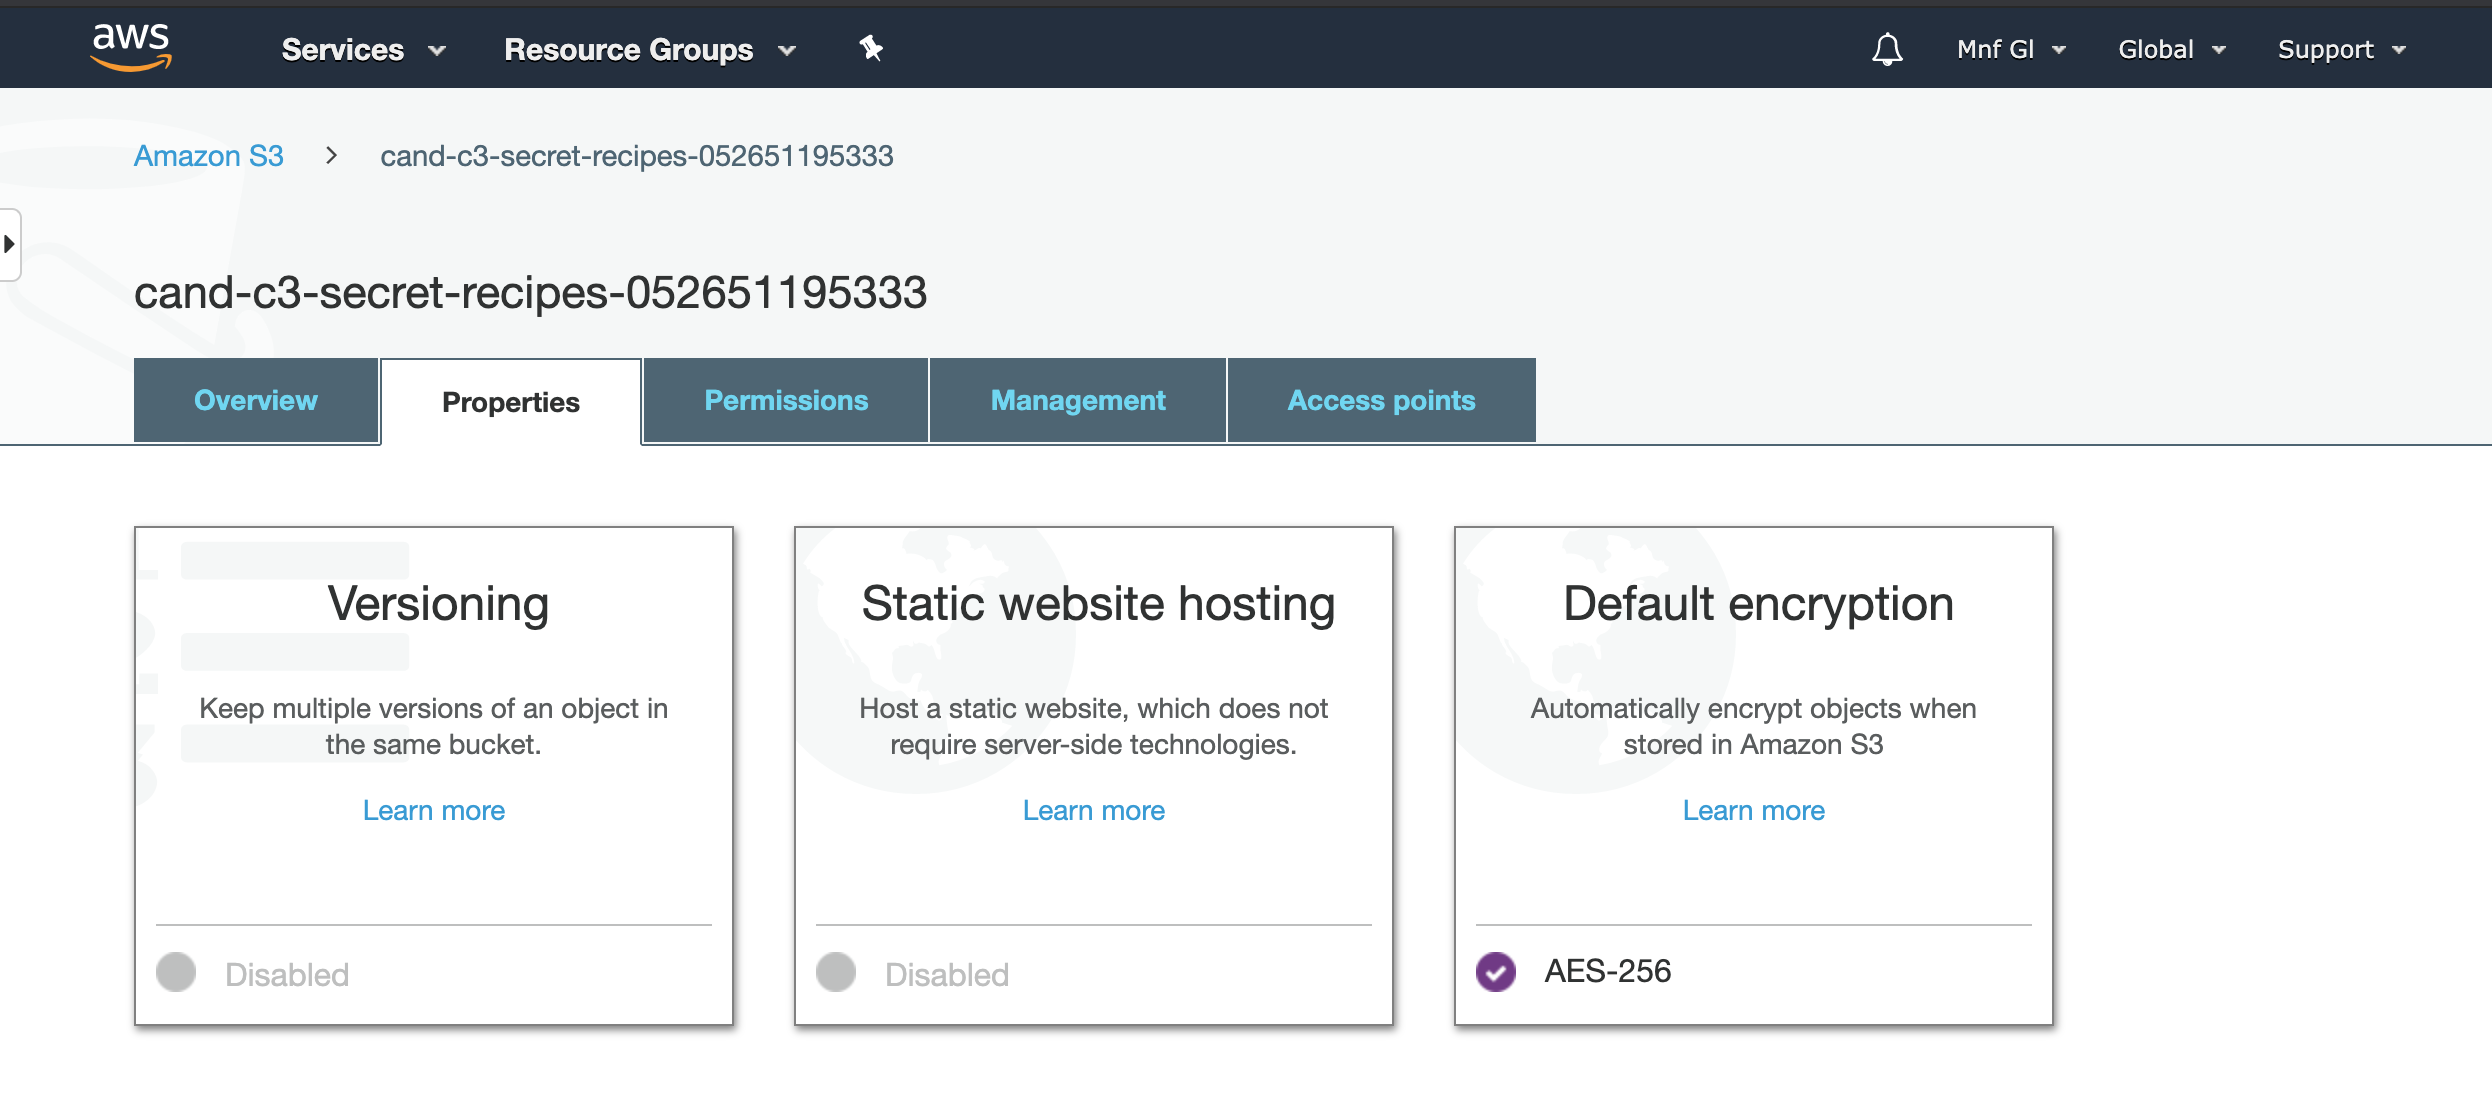 aws
Services
Resource Groups
Mnf Gl
Global
Support
Amazon S3 > cand-c3-secret-recipes-052651195333
cand-c3-secret-recipes-052651195333
Overview
Properties
Permissions
Management
Access points
Versioning
Keep multiple versions of an object in
the same bucket.
Learn more
Disabled
Static website hosting
Host a static website, which does not
require server-side technologies.
Learn more
Disabled
Default encryption
Automatically encrypt objects when
stored in Amazon S3
Learn more
AES-256